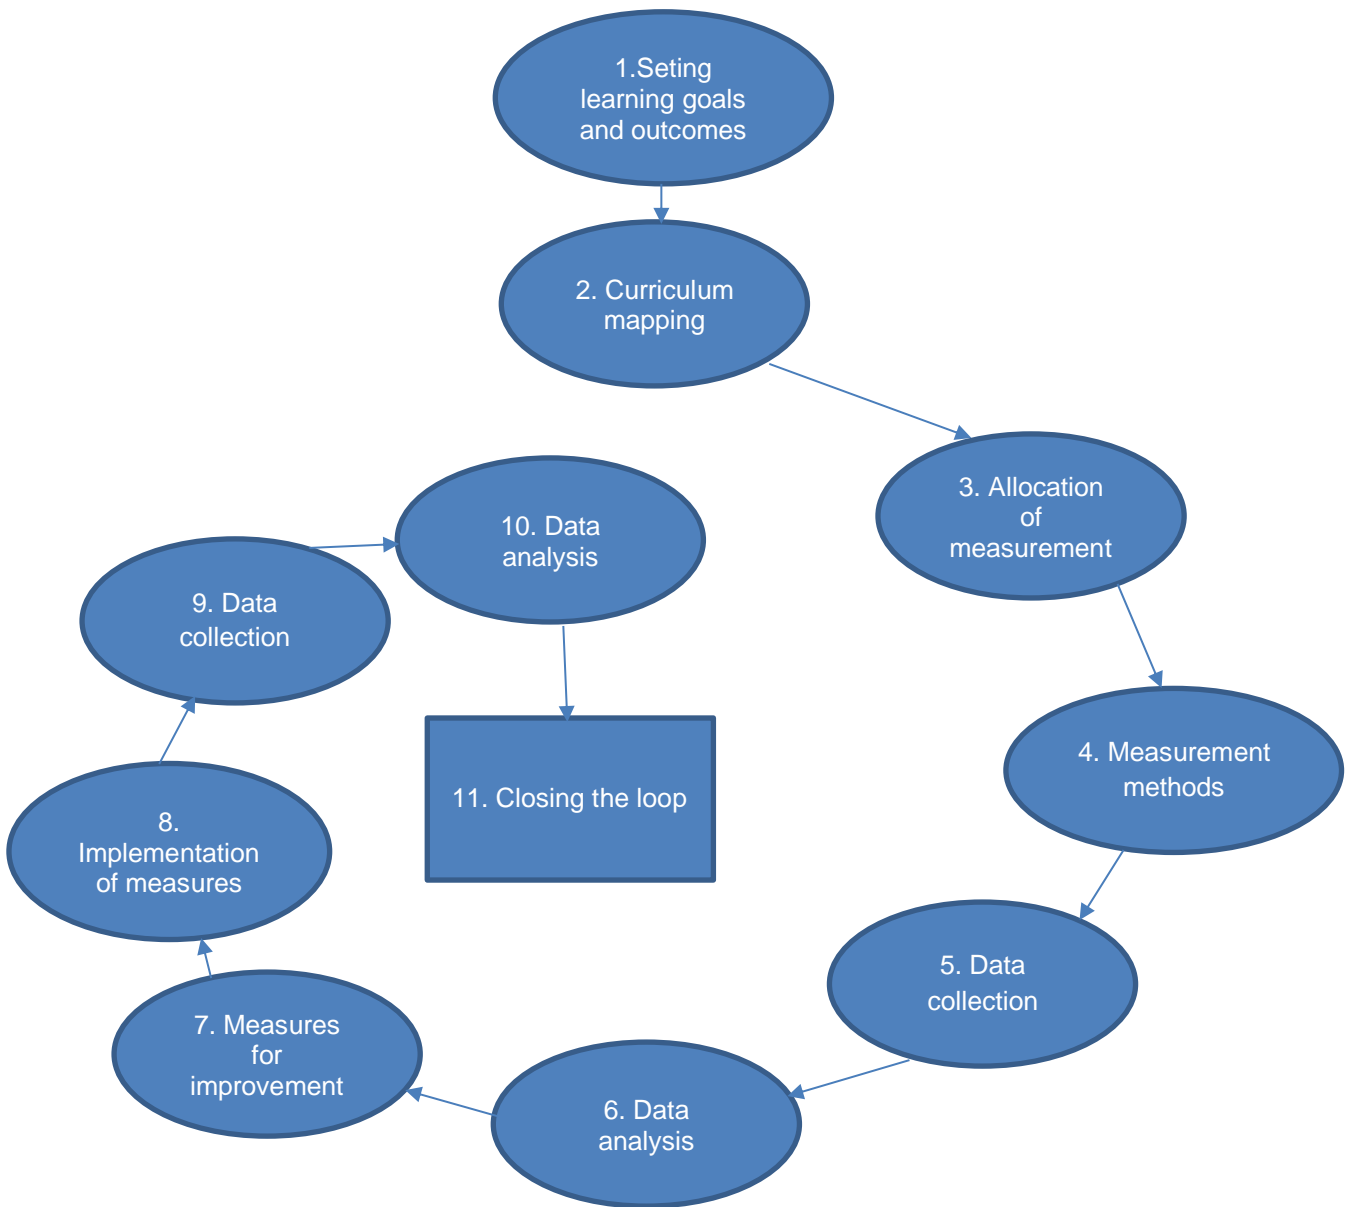 1.Seting
learning goals
and outcomes
2. Curriculum
mapping
3. Allocation
of
measurement
4. Measurement
methods
5. Data
collection
6. Data
analysis
7. Measures
for
improvement
8.
Implementation
of measures
9. Data
collection
10. Data
analysis
11. Closing the loop